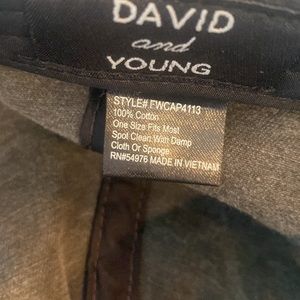 DAVID
and
YOUNG
STYLE# FWCAP4113
100% Cotton
One Size Fits Most
Spot Clean With Damp
Cloth Or Sponge
RN#54976 MADE IN VIETNAM